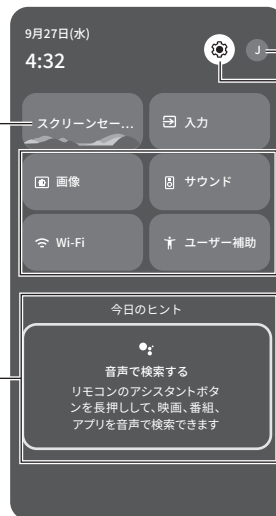 9月27日(水)
4:32
J
スクリーンセー...
入力
画像
サウンド
Wi-Fi
ユーザー補助
今日のヒント
音声で検索する
リモコンのアシスタントボタ
ンを長押しして、映画、番組、
アプリを音声で検索できます